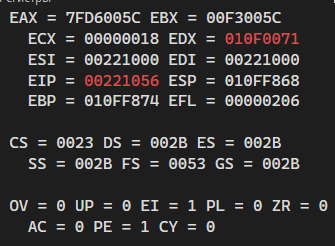 Регистры
EAX = 7FD6005C EBX = 00F3005C
ECX = 00000018 EDX = 010F0071
ESI = 00221000 EDI = 00221000
EIP = 00221056 ESP = 010FF868
EBP = 010FF874 EFL = 00000206
CS = 0023 DS = 002B ES = 002B
SS = 002B FS = 0053 GS = 002B
OV = 0 UP = 0 EI = 1 PL = 0 ZR = 0
AC = 0 PE = 1 CY = 0